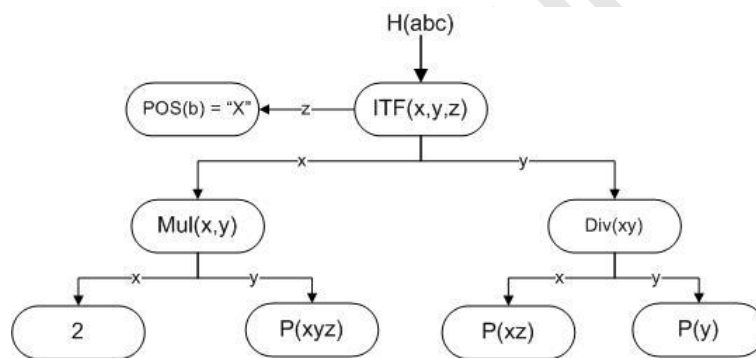 H(abc)
POS(b) = “X”
z
ITF(x,y,z)
x
y
Mul(x,y)
Div(xy)
x
y
x
y
2
P(xyz)
P(xz)
P(y)